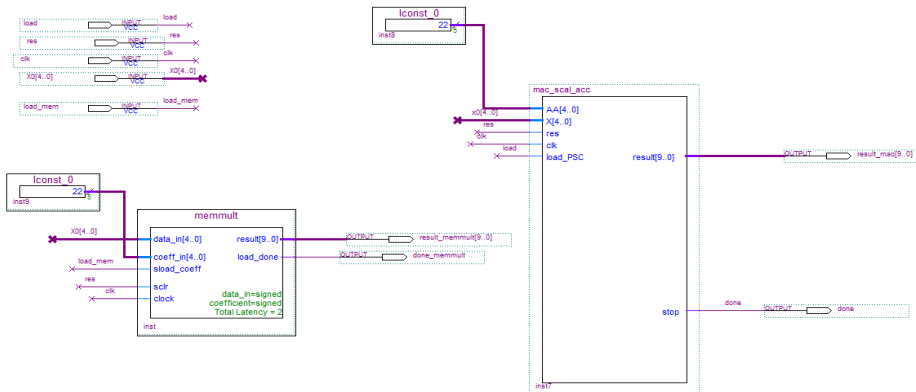 load INPUT VCC load
res INPUT VCC res
clk INPUT VCC clk
X0[4..0] INPUT VCC X0[4..0]
load_mem INPUT VCC load_mem
lconst_0
22
5
inst8
mac_scal_acc
x0[4..0] AA[4..0]
X[4..0]
res res
clk clk
load load_PSC
result[9..0] OUTPUT result_mac[9..0]
stop done OUTPUT done
inst7
lconst_0
22
5
inst9
memmult
X0[4..0] data_in[4..0] result[9..0] OUTPUT result_memmult[9..0]
coeff_in[4..0] load_done OUTPUT done_memmult
load_mem sload_coeff
res sclr
clk clock
data_in=signed
coefficient=signed
Total Latency = 2
inst